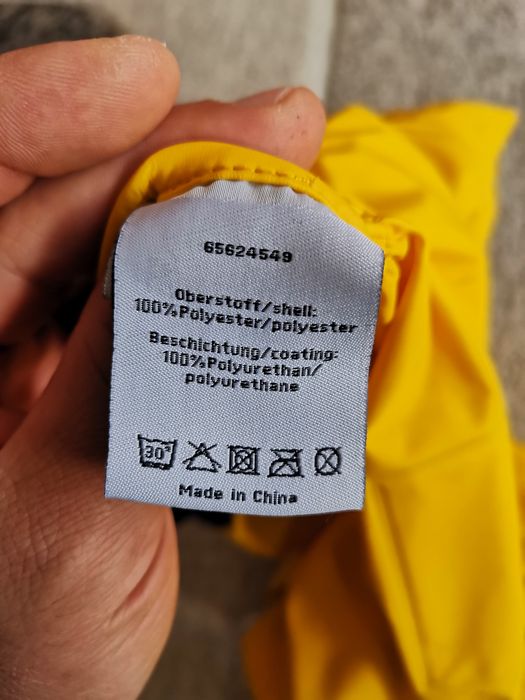 65624549
Oberstoff/shell:
100%Polyester/polyester
Beschichtung/coating:
100%Polyurethan/
polyurethane
30°
Made in China